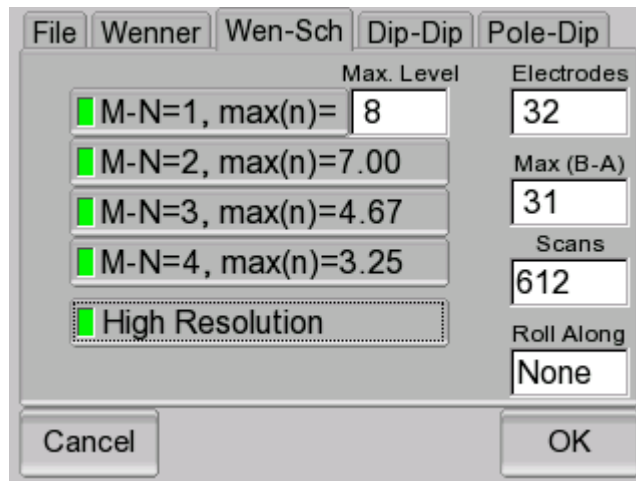 File Wenner Wen-Sch Dip-Dip Pole-Dip
Max. Level
M-N=1, max(n)= 8
M-N=2, max(n)=7.00
M-N=3, max(n)=4.67
M-N=4, max(n)=3.25
High Resolution
Electrodes
32
Max (B-A)
31
Scans
612
Roll Along
None
Cancel
OK